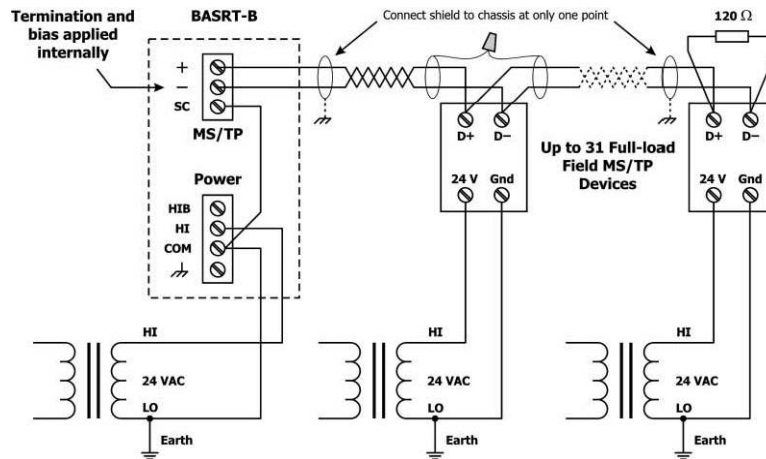 Termination and
bias applied
internally
BASRT-B
Connect shield to chassis at only one point
120 Ω
+
−
SC
MS/TP
D+ D−
Up to 31 Full-load
Field MS/TP
Devices
D+ D−
Power
24 V Gnd
24 V Gnd
HIB
HI
COM
HI
24 VAC
LO
Earth
HI
24 VAC
LO
Earth
HI
24 VAC
LO
Earth